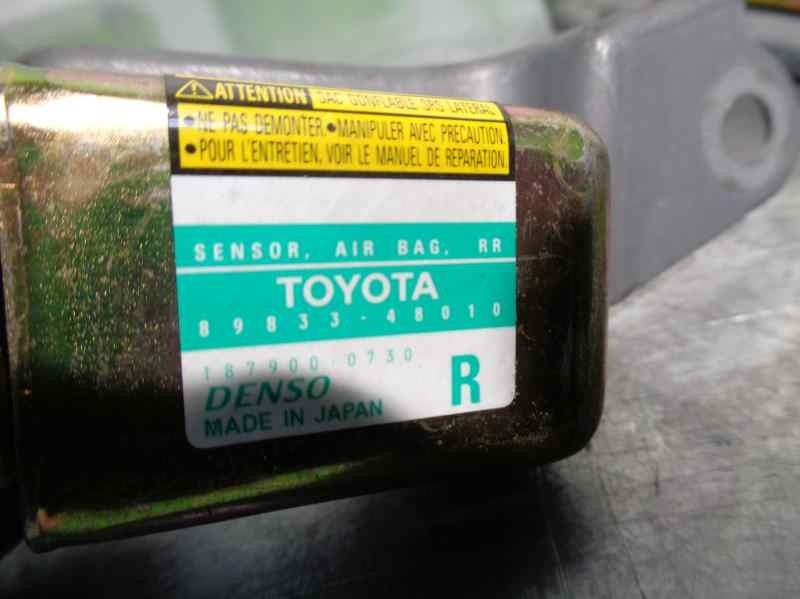 ATTENTION SAC GONFLABLE SRS LATERAL
•NE PAS DEMONTER.•MANIPULER AVEC PRECAUTION.
•POUR L'ENTRETIEN, VOIR LE MANUEL DE REPARATION.
SENSOR, AIR BAG, RR
TOYOTA
89833-48010
187900-0730
DENSO
R
MADE IN JAPAN